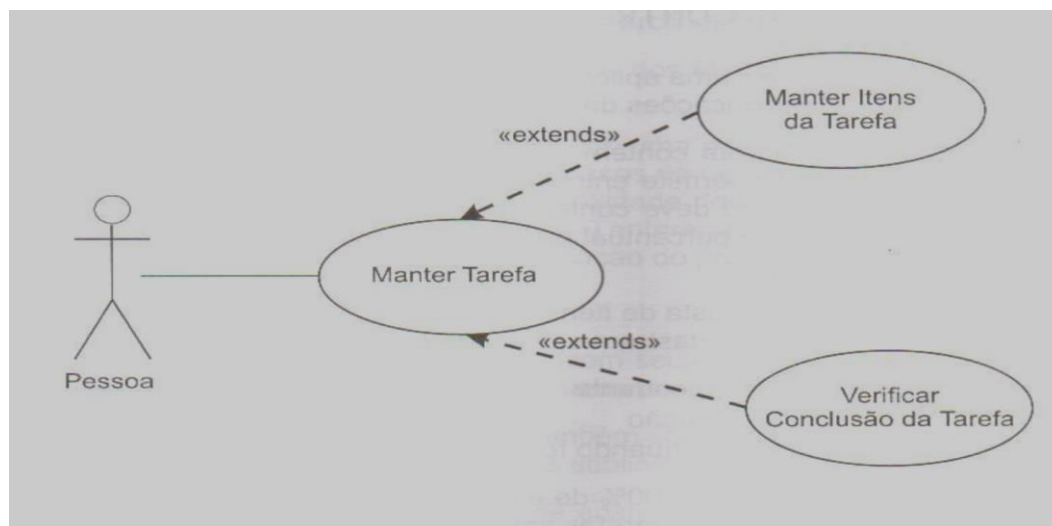 Manter Itens
da Tarefa
«extends»
Manter Tarefa
«extends»
Pessoa
Verificar
Conclusão da Tarefa